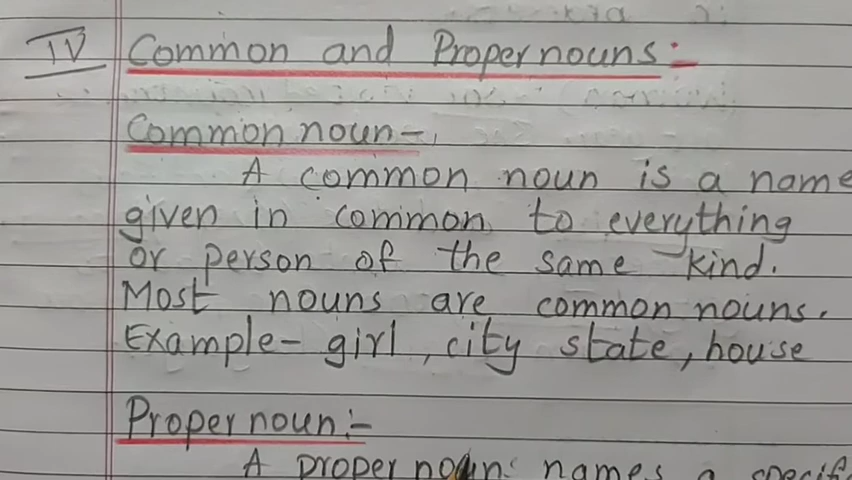 IV Common and Proper nouns:-
Common noun-
A common noun is a name
given in common to everything
or person of the same kind.
Most nouns are common nouns.
Example- girl, city state, house
Proper noun:-
A proper noun names a